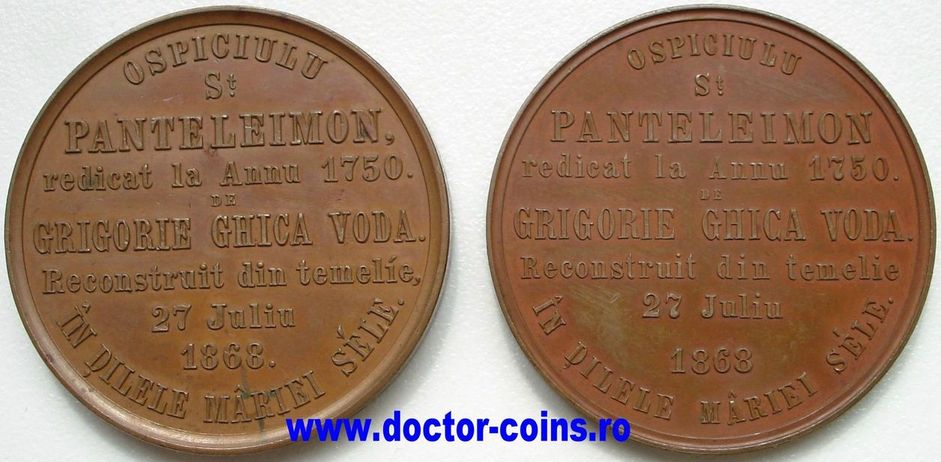 OSPICIULU
St
PANTELEIMON,
redicat la Annu 1750.
DE
GRIGORIE GHICA VODA.
Reconstruit din temelíe,
27 Juliu
1868.
ÎN ḐILELE MÂRIEI SÉLE.
OSPICIULU
St
PANTELEIMON
redicat la Annu 1750.
DE
GRIGORIE GHICA VODA.
Reconstruit din temelie
27 Juliu
1868
ÎN ḐILELE MÂRIEI SÉLE.
www.doctor-coins.ro